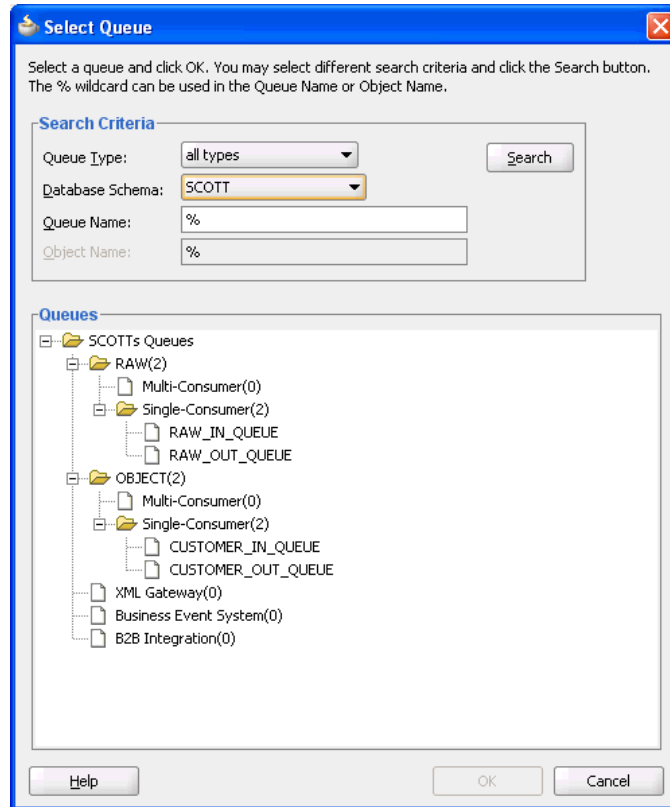 Select Queue
Select a queue and click OK. You may select different search criteria and click the Search button.
The % wildcard can be used in the Queue Name or Object Name.
Search Criteria
Queue Type: all types Search
Database Schema: SCOTT
Queue Name: %
Object Name: %
Queues
SCOTTs Queues
RAW(2)
Multi-Consumer(0)
Single-Consumer(2)
RAW_IN_QUEUE
RAW_OUT_QUEUE
OBJECT(2)
Multi-Consumer(0)
Single-Consumer(2)
CUSTOMER_IN_QUEUE
CUSTOMER_OUT_QUEUE
XML Gateway(0)
Business Event System(0)
B2B Integration(0)
Help OK Cancel